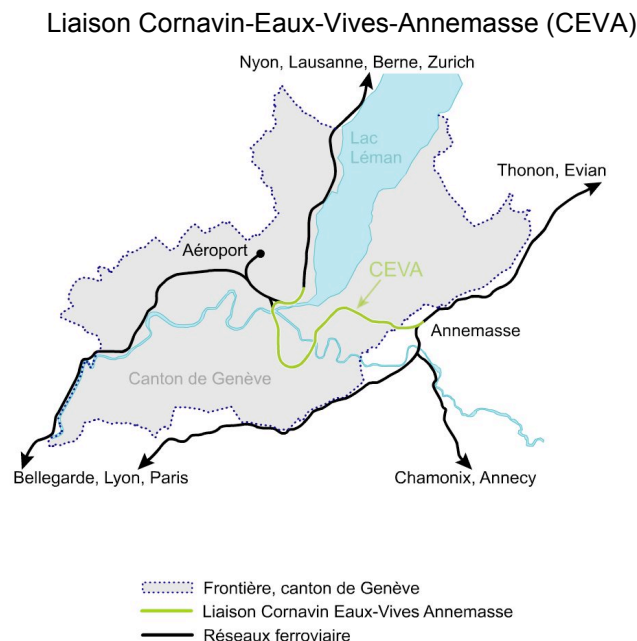 Liaison Cornavin-Eaux-Vives-Annemasse (CEVA)
Nyon, Lausanne, Berne, Zurich
Lac
Léman
Thonon, Evian
Aéroport
CEVA
Annemasse
Canton de Genève
Bellegarde, Lyon, Paris
Chamonix, Annecy
Frontière, canton de Genève
Liaison Cornavin Eaux-Vives Annemasse
Réseaux ferroviaire